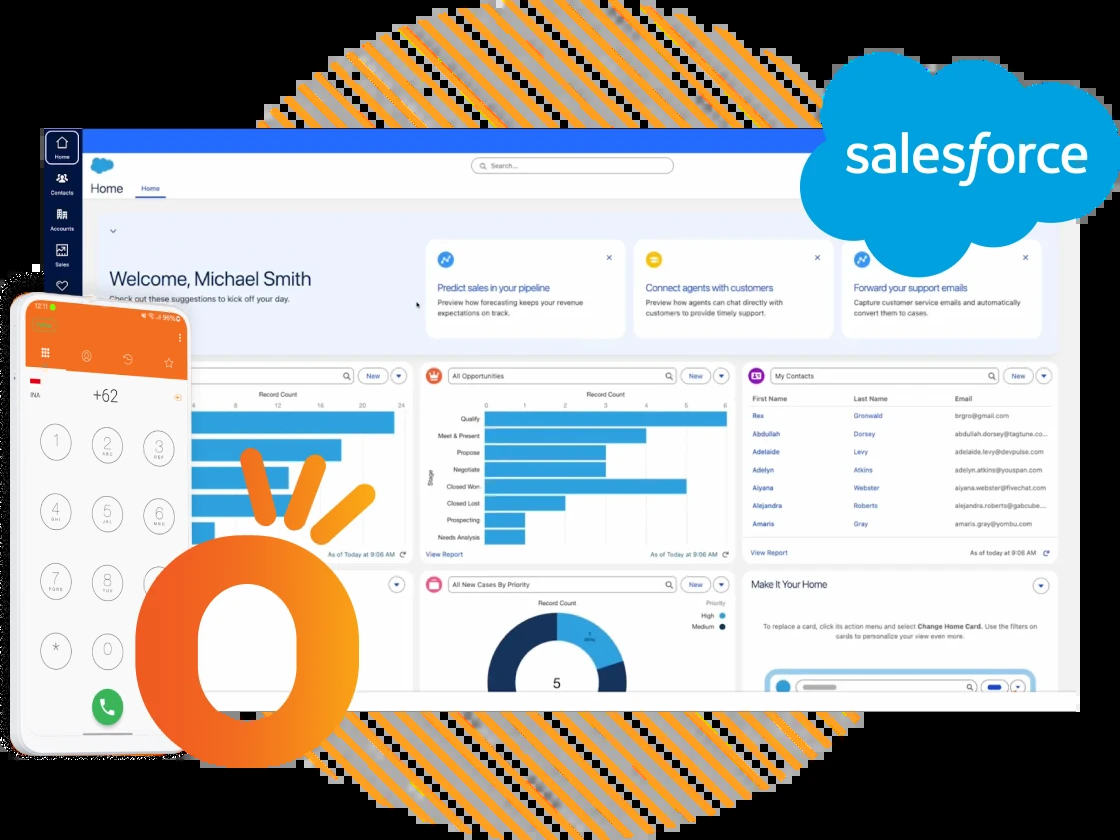 salesforce
Home
Search...
Contacts
Home
Home
Accounts
Sales
Welcome, Michael Smith
Check out these suggestions to kick off your day.
Predict sales in your pipeline
Preview how forecasting keeps your revenue
expectations on track.
Connect agents with customers
Preview how agents can chat directly with
customers to provide timely support.
Forward your support emails
Capture customer service emails and automatically
convert them to cases.
12:11
96%
INA
+62
1
2
ABC
3
DEF
4
GHI
5
JKL
6
MNO
7
PQRS
8
TUV
*
0
New
Record Count
4 8 12 16 20 24
As of Today at 9:06 AM
All Opportunities
New
Record Count
0 1 2 3 4 5 6
Stage
Qualify
Meet & Present
Propose
Negotiate
Closed Won
Closed Lost
Prospecting
Needs Analysis
View Report
As of Today at 9:06 AM
My Contacts
New
First Name Last Name Email
Rex Gronwald brgro@gmail.com
Abdullah Dorsey abdullah.dorsey@tagtune.co...
Adelaide Levy adelaide.levy@devpulse.com
Adelyn Atkins adelyn.atkins@youspan.com
Aiyana Webster aiyana.webster@fivechat.com
Alejandra Roberts alejandra.roberts@gabcube....
Amaris Gray amaris.gray@yombu.com
View Report
As of today at 9:06 AM
All New Cases By Priority
New
Record Count
Priority
High
Medium
5
Make It Your Home
To replace a card, click its action menu and select Change Home Card. Use the filters on
cards to personalize your view even more.
O